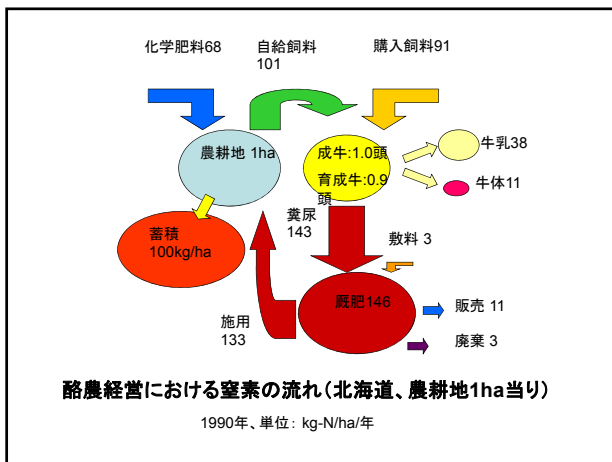 化学肥料68
自給飼料
101
購入飼料91
農耕地 1ha
成牛:1.0頭
育成牛:0.9
頭
牛乳38
牛体11
糞尿
143
敷料 3
蓄積
100kg/ha
厩肥146
販売 11
施用
133
廃棄 3
酪農経営における窒素の流れ(北海道、農耕地1ha当り)
1990年、単位: kg-N/ha/年